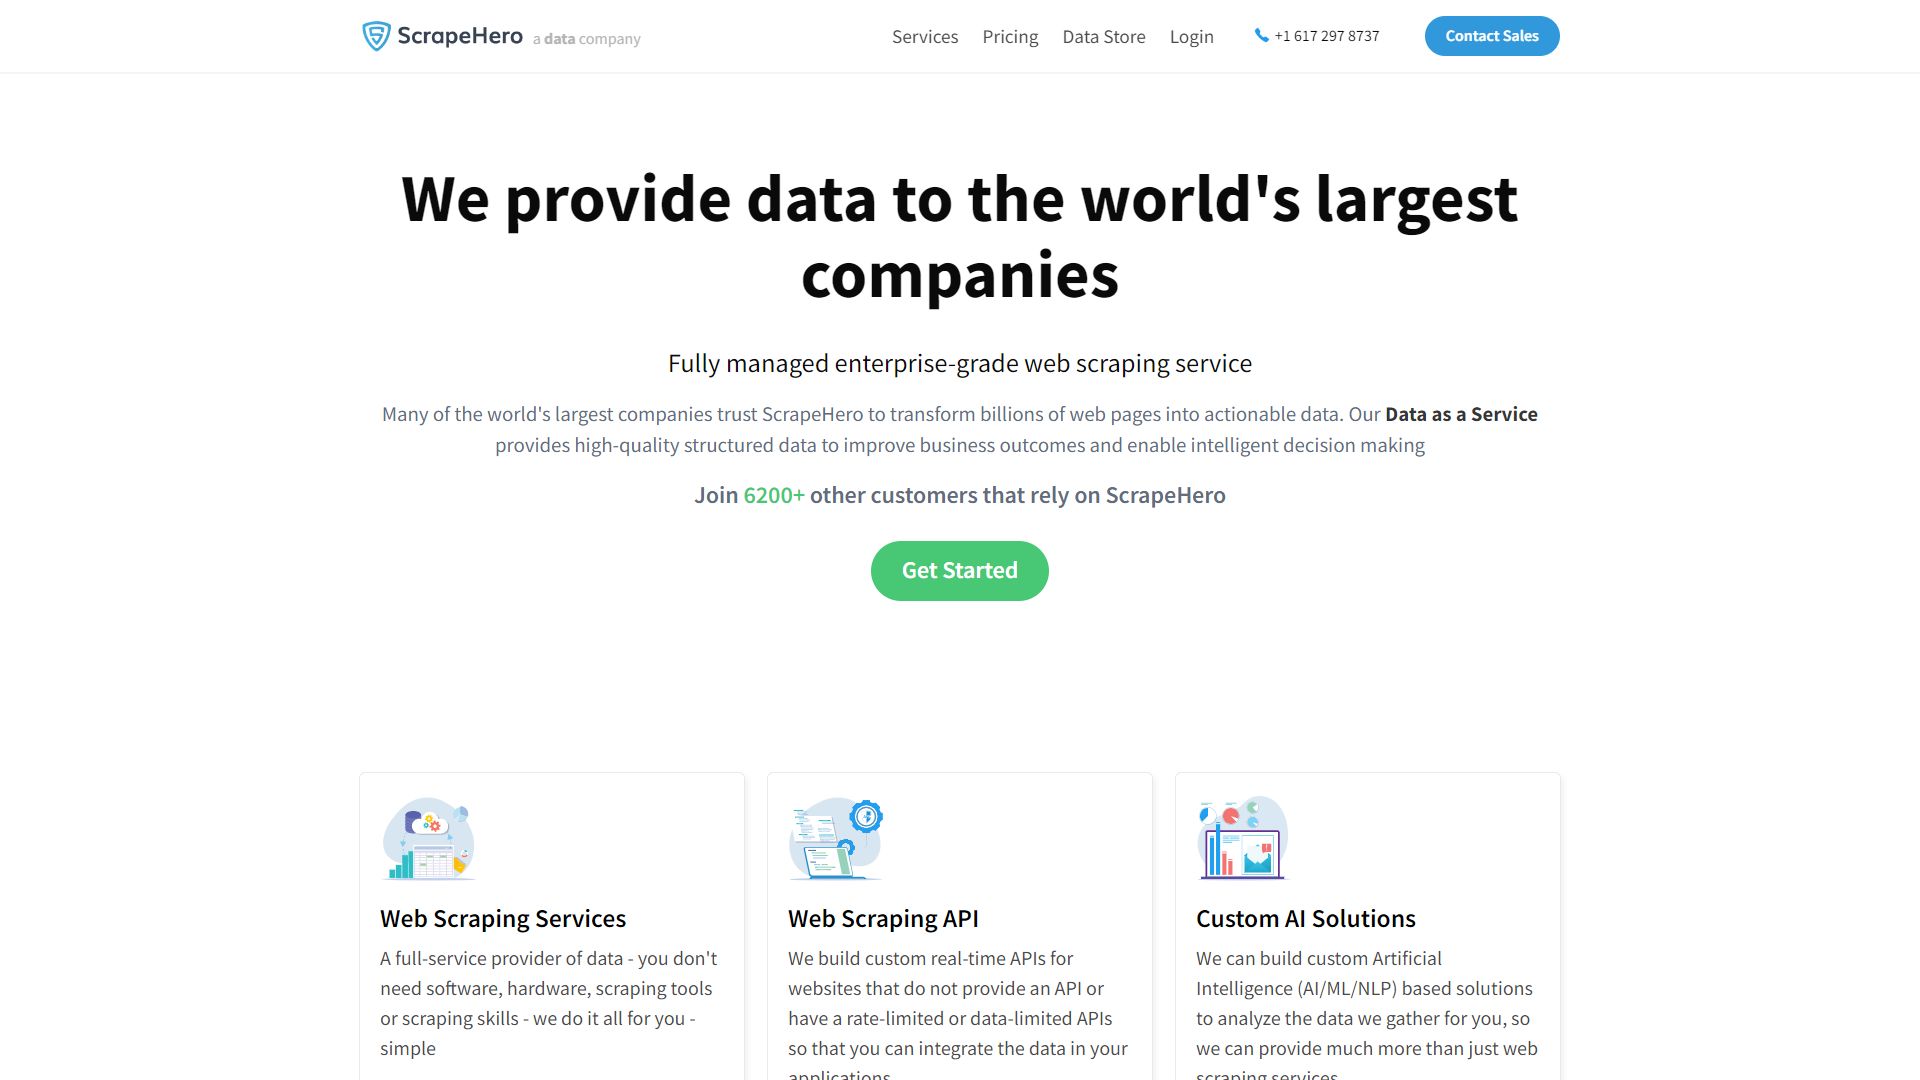 ScrapeHero a data company
Services Pricing Data Store Login +1 617 297 8737 Contact Sales
We provide data to the world's largest
companies
Fully managed enterprise-grade web scraping service
Many of the world's largest companies trust ScrapeHero to transform billions of web pages into actionable data. Our Data as a Service
provides high-quality structured data to improve business outcomes and enable intelligent decision making
Join 6200+ other customers that rely on ScrapeHero
Get Started
Web Scraping Services
A full-service provider of data - you don't
need software, hardware, scraping tools
or scraping skills - we do it all for you -
simple
Web Scraping API
We build custom real-time APIs for
websites that do not provide an API or
have a rate-limited or data-limited APIs
so that you can integrate the data in your
applications
Custom AI Solutions
We can build custom Artificial
Intelligence (AI/ML/NLP) based solutions
to analyze the data we gather for you, so
we can provide much more than just web
scraping services